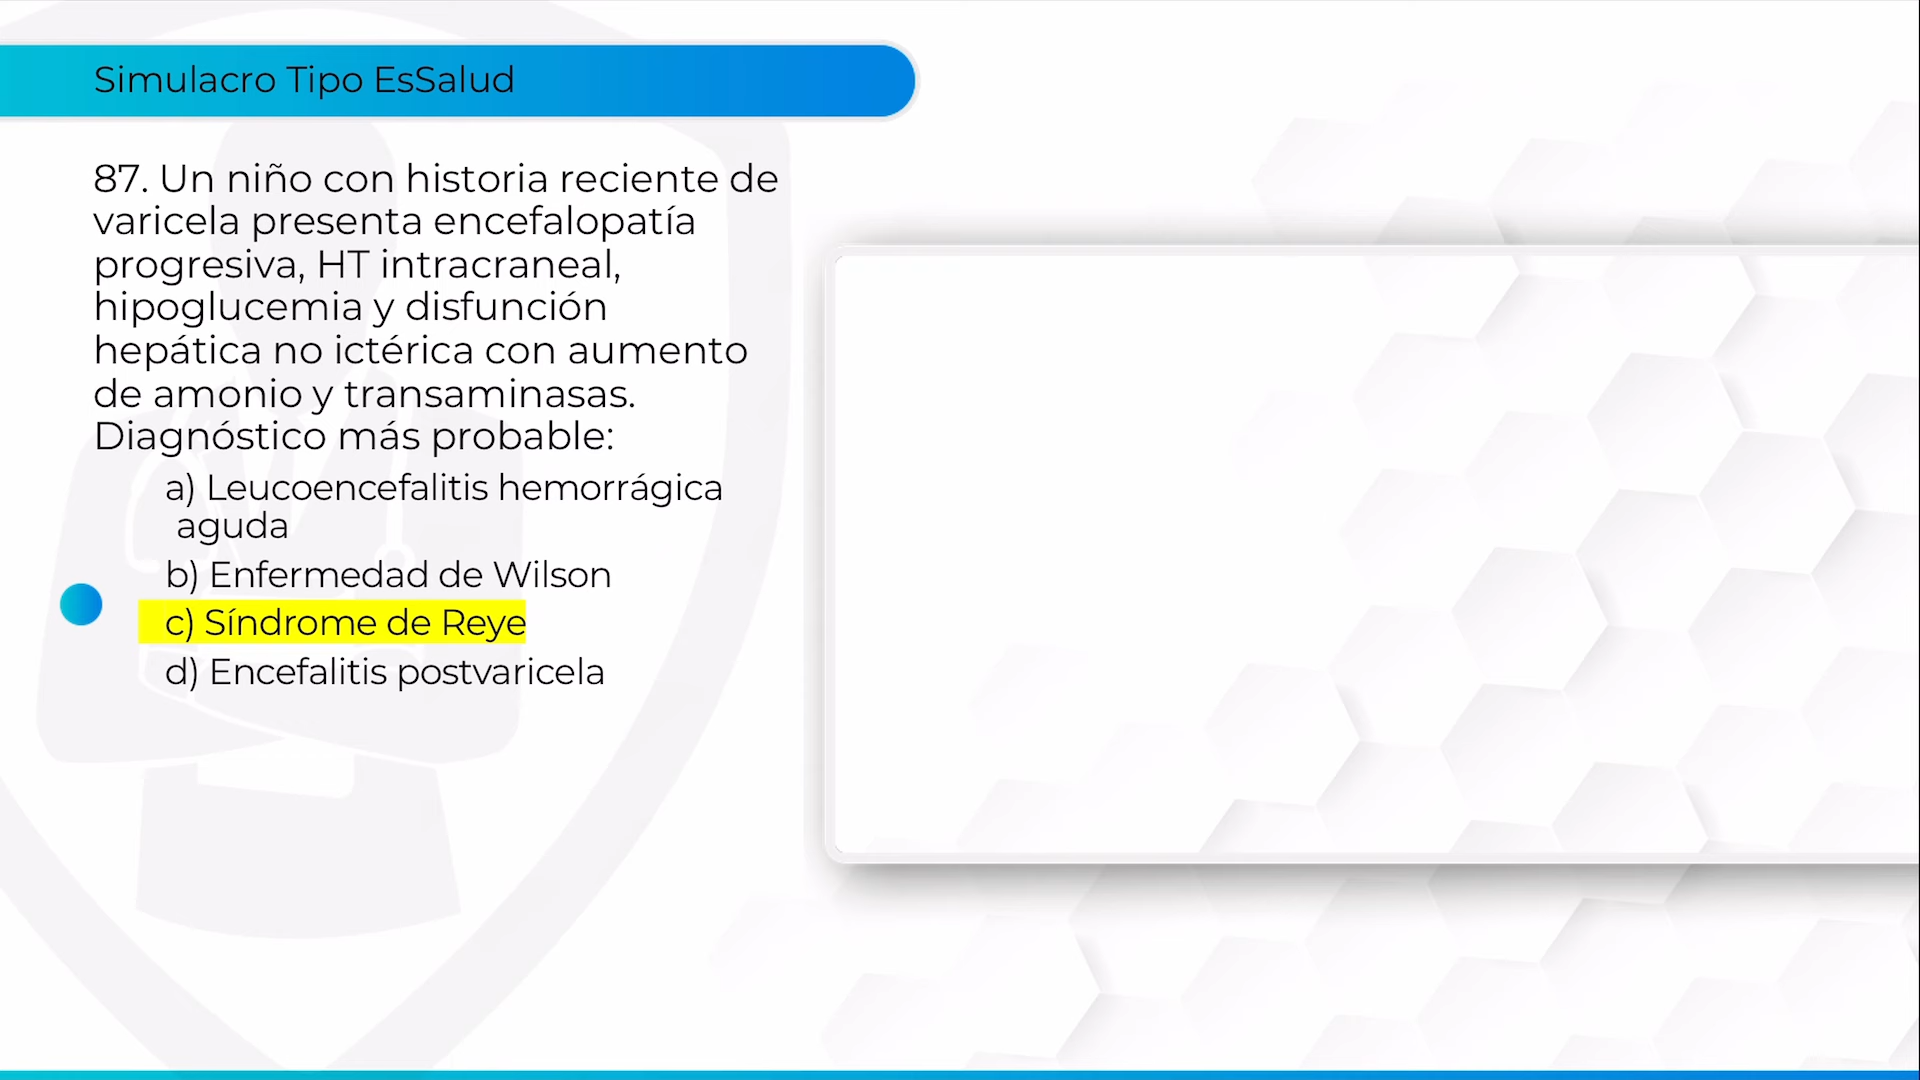 Simulacro Tipo EsSalud
87. Un niño con historia reciente de
varicela presenta encefalopatía
progresiva, HT intracraneal,
hipoglucemia y disfunción
hepática no ictérica con aumento
de amonio y transaminasas.
Diagnóstico más probable:
a) Leucoencefalitis hemorrágica
aguda
b) Enfermedad de Wilson
c) Síndrome de Reye
d) Encefalitis postvaricela